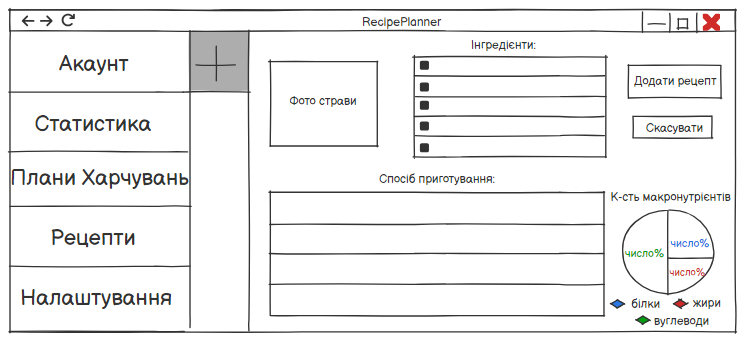 RecipePlanner
Акаунт
Статистика
Плани Харчувань
Рецепти
Налаштування
Фото страви
Інгредієнти:
Додати рецепт
Скасувати
Спосіб приготування:
К-сть макронутрієнтів
число%
число%
число%
білки
жири
вуглеводи